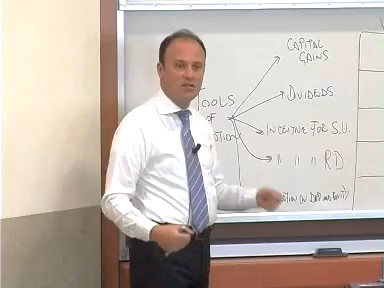 CAPITAL
GAINS
TOOLS
OF
DIVIDENDS
INCENTIVE FOR S.U.
" " " RD